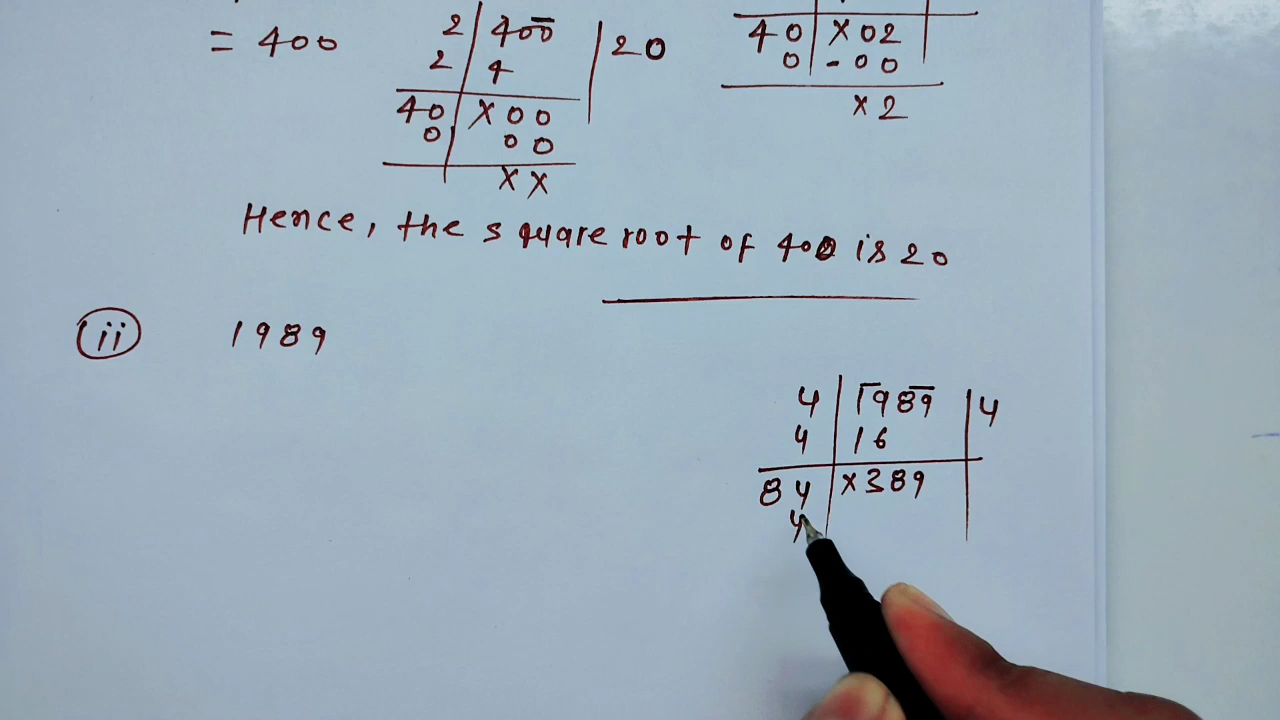 = 400
2 400 20
2 4
40 x00
0 00
x x
40 x02
0 -00
x2
Hence, the square root of 400 is 20
(ii) 1989
4 1989 4
4 16
84 x389
4